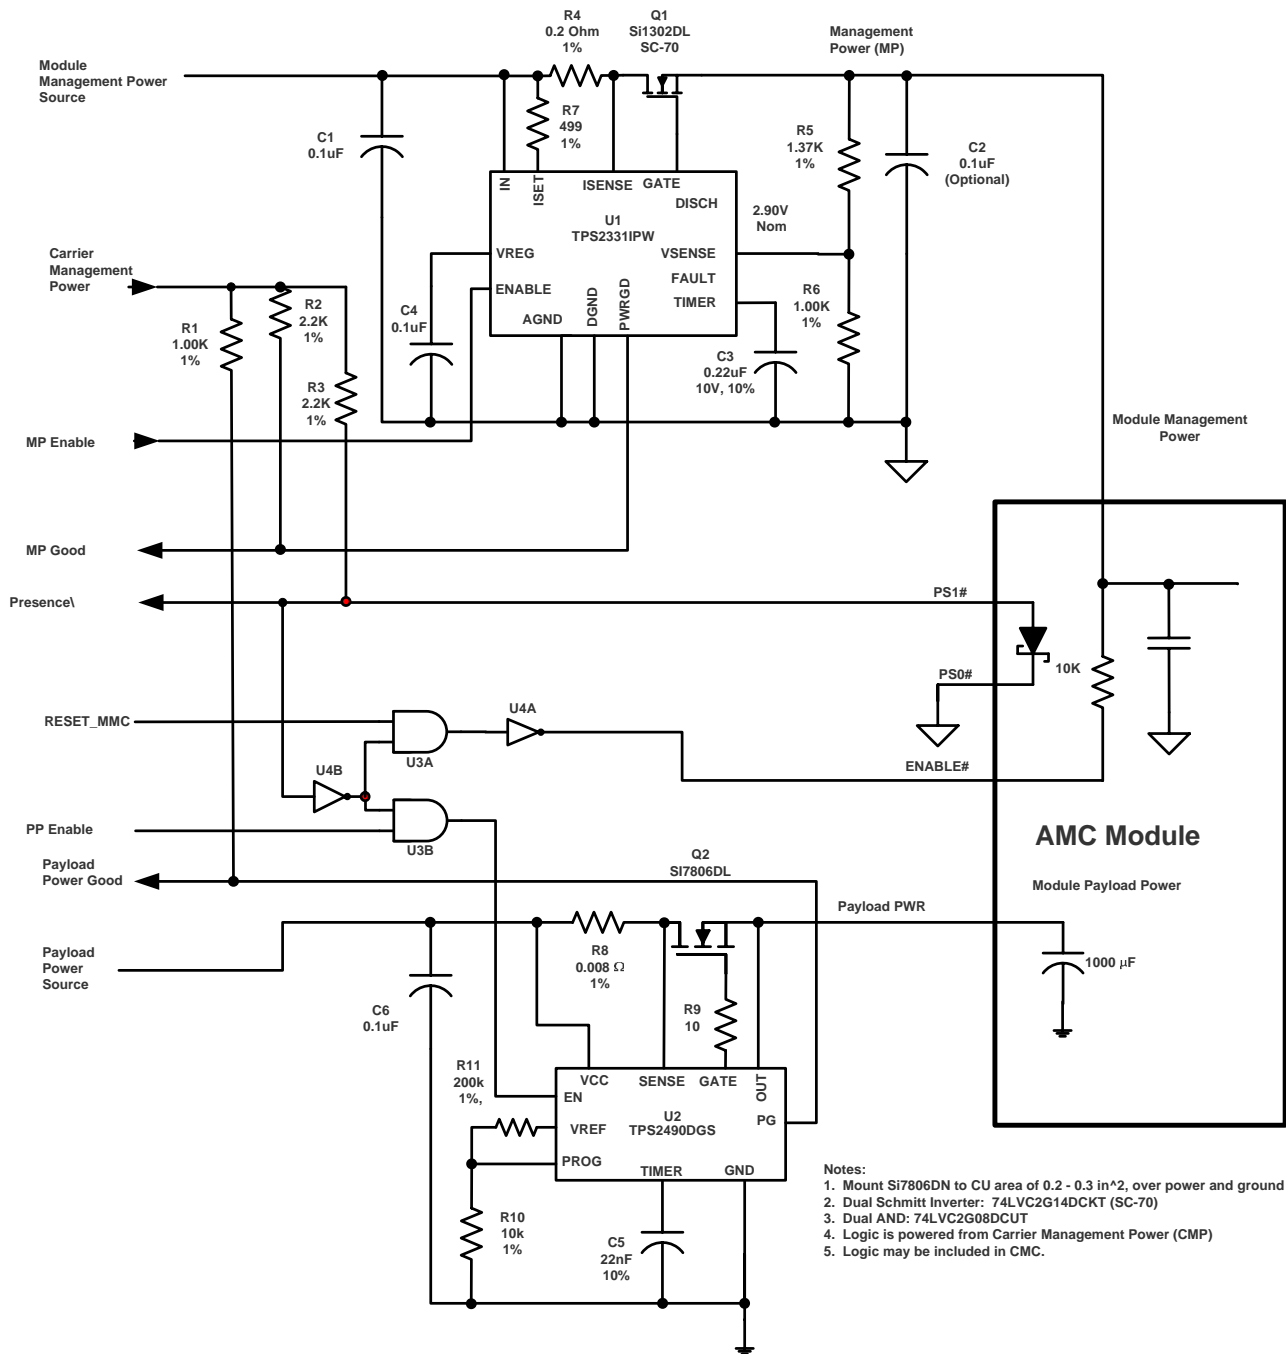 R4
0.2 Ohm
1%
Q1
Si1302DL
SC-70
Management
Power (MP)
Module
Management Power
Source
C1
0.1uF
R7
499
1%
R5
1.37K
1%
C2
0.1uF
(Optional)
IN
ISET
ISENSE
GATE
DISCH
U1
TPS2331IPW
2.90V
Nom
VREG
VSENSE
FAULT
ENABLE
TIMER
AGND
DGND
PWRGD
Carrier
Management
Power
R1
1.00K
1%
R2
2.2K
1%
R3
2.2K
1%
C4
0.1uF
R6
1.00K
1%
C3
0.22uF
10V, 10%
MP Enable
Module Management
Power
MP Good
Presence\
PS1#
PS0#
10K
RESET_MMC
U4A
U3A
U4B
ENABLE#
PP Enable
U3B
AMC Module
Payload
Power Good
Q2
SI7806DL
Module Payload Power
Payload PWR
Payload
Power
Source
R8
0.008 Ω
1%
1000 μF
C6
0.1uF
R9
10
R11
200k
1%,
VCC
SENSE
GATE
OUT
EN
U2
TPS2490DGS
PG
VREF
PROG
TIMER
GND
R10
10k
1%
C5
22nF
10%
Notes:
1. Mount Si7806DN to CU area of 0.2 - 0.3 in^2, over power and ground
2. Dual Schmitt Inverter: 74LVC2G14DCKT (SC-70)
3. Dual AND: 74LVC2G08DCUT
4. Logic is powered from Carrier Management Power (CMP)
5. Logic may be included in CMC.